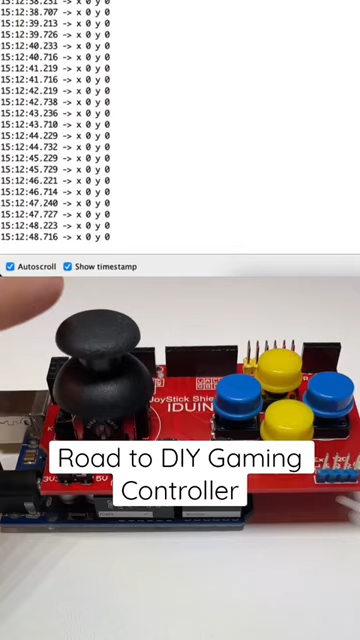 15:12:38.231 -> x 0 y 0
15:12:38.707 -> x 0 y 0
15:12:39.213 -> x 0 y 0
15:12:39.726 -> x 0 y 0
15:12:40.233 -> x 0 y 0
15:12:40.716 -> x 0 y 0
15:12:41.219 -> x 0 y 0
15:12:41.716 -> x 0 y 0
15:12:42.219 -> x 0 y 0
15:12:42.738 -> x 0 y 0
15:12:43.236 -> x 0 y 0
15:12:43.710 -> x 0 y 0
15:12:44.229 -> x 0 y 0
15:12:44.732 -> x 0 y 0
15:12:45.229 -> x 0 y 0
15:12:45.729 -> x 0 y 0
15:12:46.221 -> x 0 y 0
15:12:46.714 -> x 0 y 0
15:12:47.240 -> x 0 y 0
15:12:47.727 -> x 0 y 0
15:12:48.223 -> x 0 y 0
15:12:48.716 -> x 0 y 0
Autoscroll Show timestamp
JoyStick Shie
IDUIN
Road to DIY Gaming
Controller